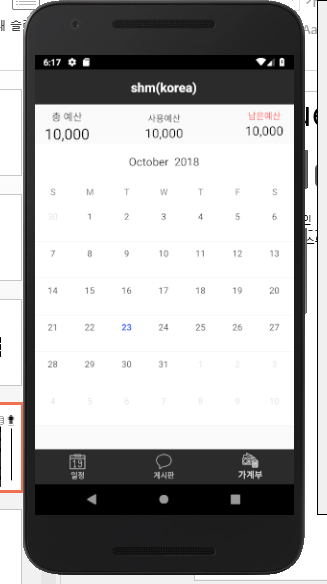 6:17
shm(korea)
총 예산 사용예산 남은예산
10,000 10,000 10,000
October 2018
S M T W T F S
30 1 2 3 4 5 6
7 8 9 10 11 12 13
14 15 16 17 18 19 20
21 22 23 24 25 26 27
28 29 30 31 1 2 3
4 5 6 7 8 9 10
19
일정 게시판 가계부